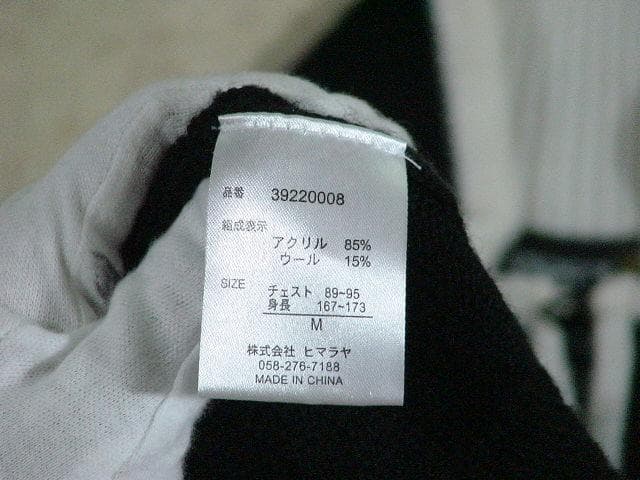 品番 39220008
組成表示
アクリル 85%
ウール 15%
SIZE チェスト 89~95
身長 167~173
M
株式会社 ヒマラヤ
058-276-7188
MADE IN CHINA